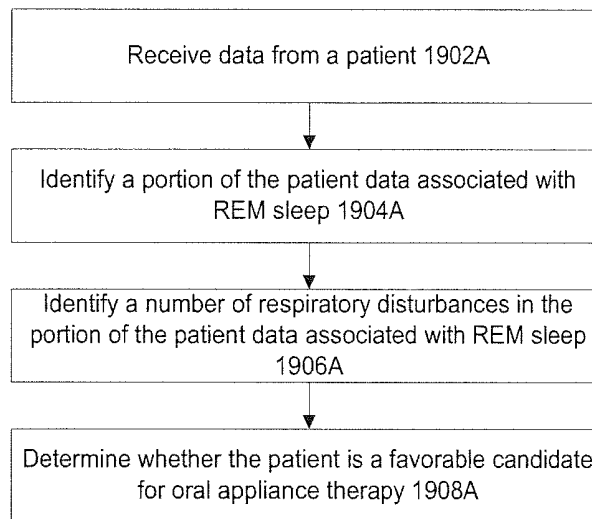 Receive data from a patient 1902A
Identify a portion of the patient data associated with
REM sleep 1904A
Identify a number of respiratory disturbances in the
portion of the patient data associated with REM sleep
1906A
Determine whether the patient is a favorable candidate
for oral appliance therapy 1908A